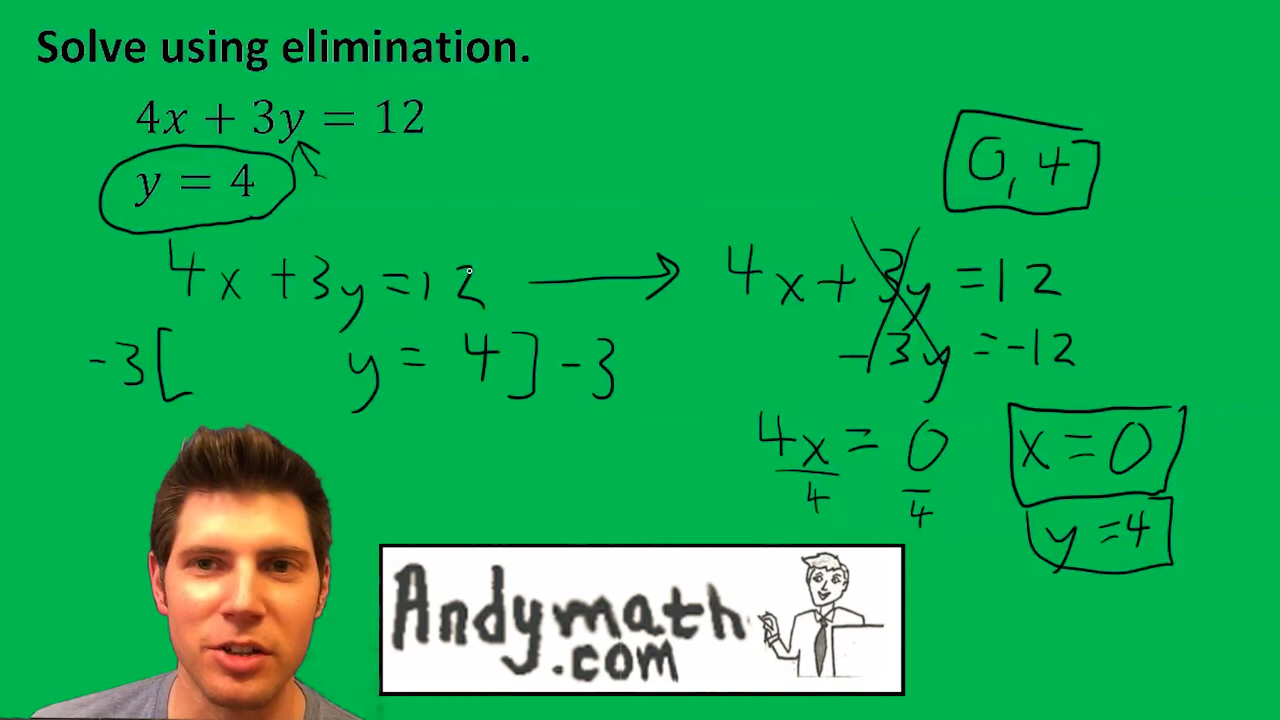 Solve using elimination.
4x + 3y = 12
y = 4
0, 4
4x + 3y = 12
4x + 3y = 12
-3[ y = 4 ] -3
-3y = -12
4x = 0
4 4
x = 0
y = 4
Andymath
.com